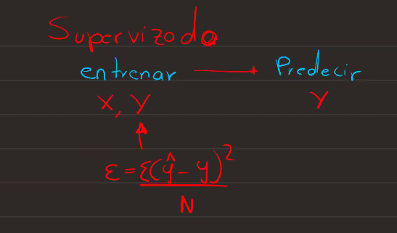 Supervizado
entrenar → Predecir
X, Y Y
ε = Σ(ŷ - y)²
N